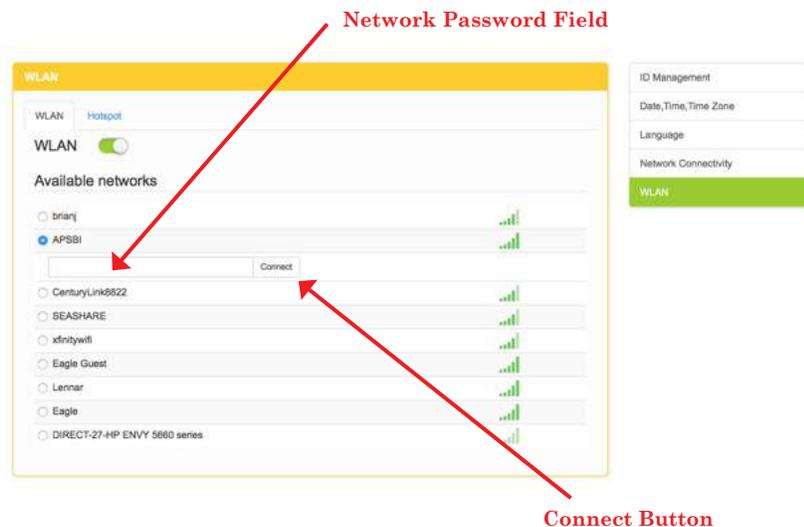 Network Password Field
WLAN
WLAN Hotspot
WLAN
Available networks
brianj
APSBI
Connect
CenturyLink8822
SEASHARE
xfinitywifi
Eagle Guest
Lennar
Eagle
DIRECT-27-HP ENVY 5660 series
ID Management
Date,Time,Time Zone
Language
Network Connectivity
WLAN
Connect Button